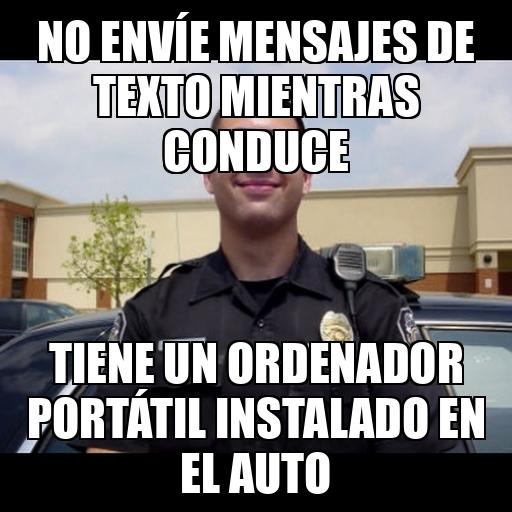 NO ENVÍE MENSAJES DE
TEXTO MIENTRAS
CONDUCE
TIENE UN ORDENADOR
PORTÁTIL INSTALADO EN
EL AUTO